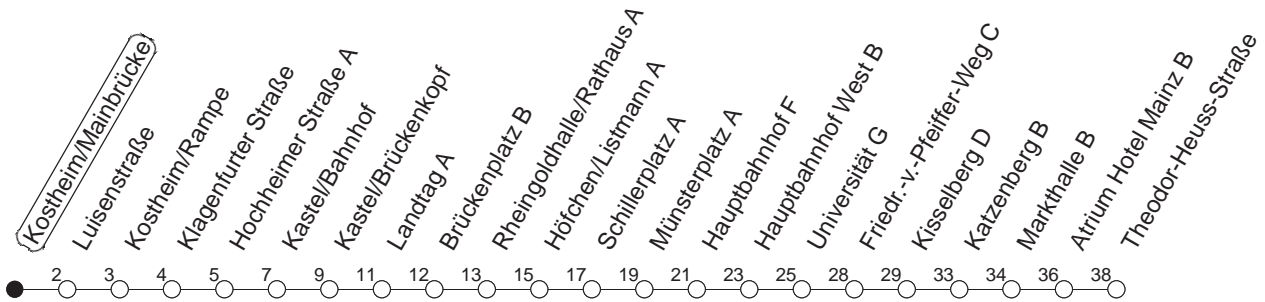 Kostheim/Mainbrücke
Luisenstraße
Kostheim/Rampe
Klagenfurter Straße
Hochheimer Straße A
Kastel/Bahnhof
Kastel/Brückenkopf
Landtag A
Brückenplatz B
Rheingoldhalle/Rathaus A
Höfchen/Listmann A
Schillerplatz A
Münsterplatz A
Hauptbahnhof F
Hauptbahnhof West B
Universität G
Friedr.-v.-Pfeiffer-Weg C
Kisselberg D
Katzenberg B
Markthalle B
Atrium Hotel Mainz B
Theodor-Heuss-Straße
2 3 4 5 7 9 11 12 13 15 17 19 21 23 25 28 29 33 34 36 38